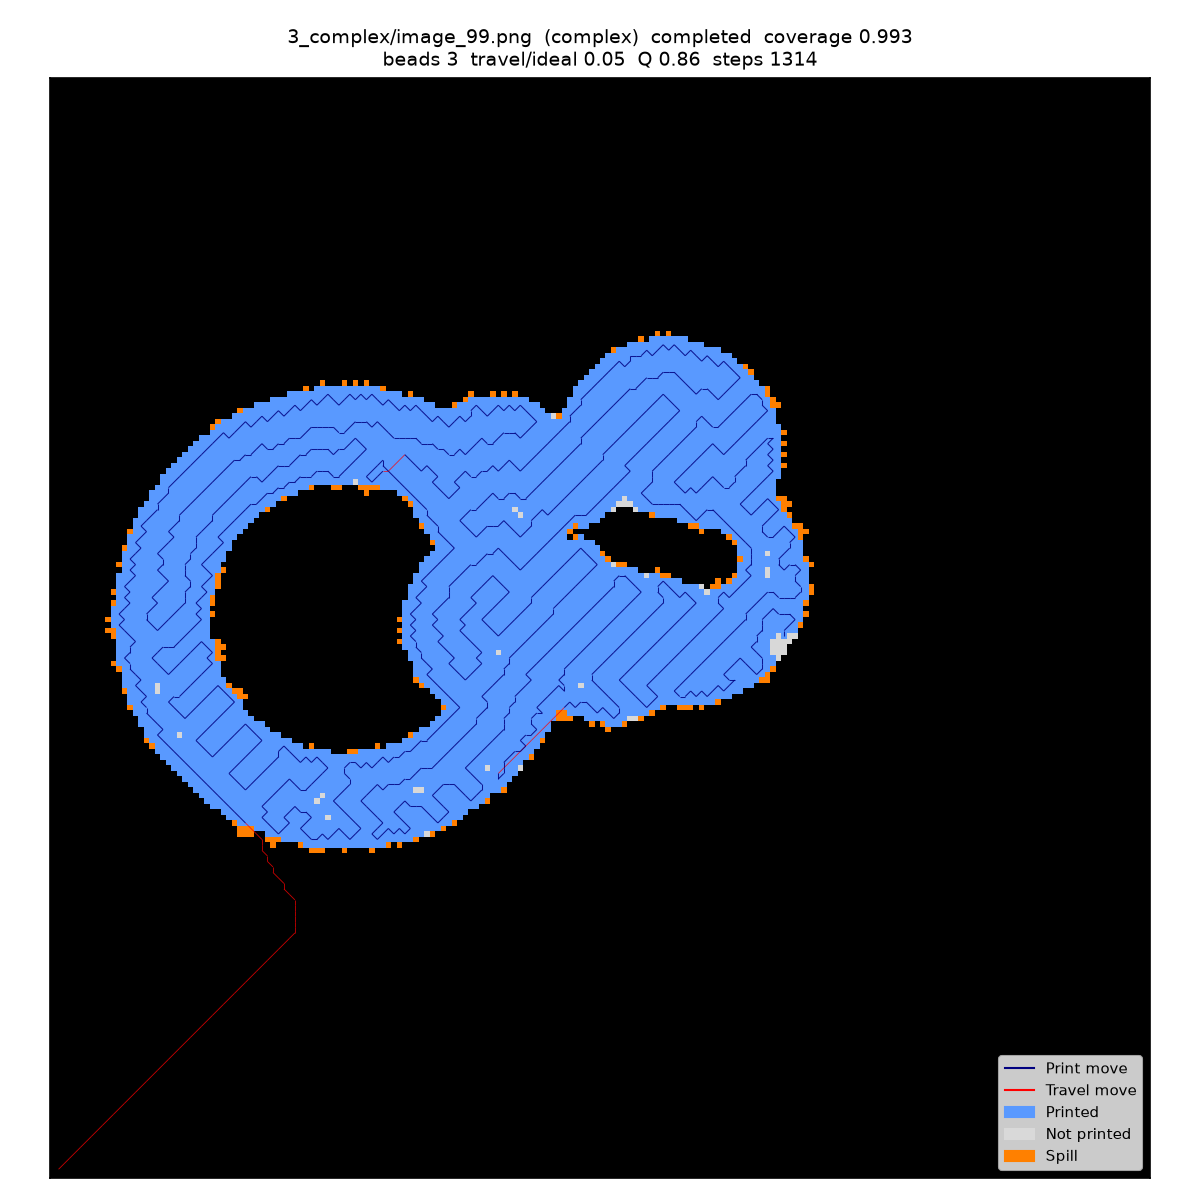 3_complex/image_99.png  (complex)  completed  coverage 0.993
beads 3  travel/ideal 0.05  Q 0.86  steps 1314
Print move
Travel move
Printed
Not printed
Spill